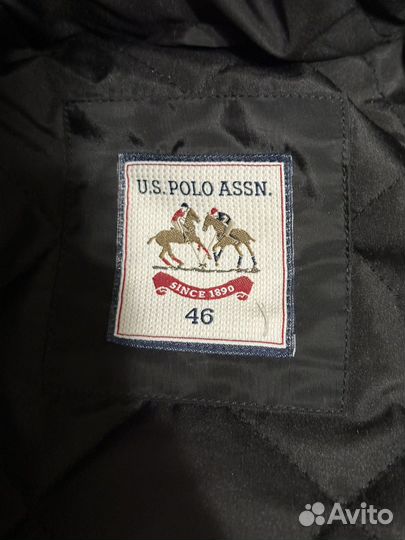 U.S. POLO ASSN.
SINCE 1890
46
Avito